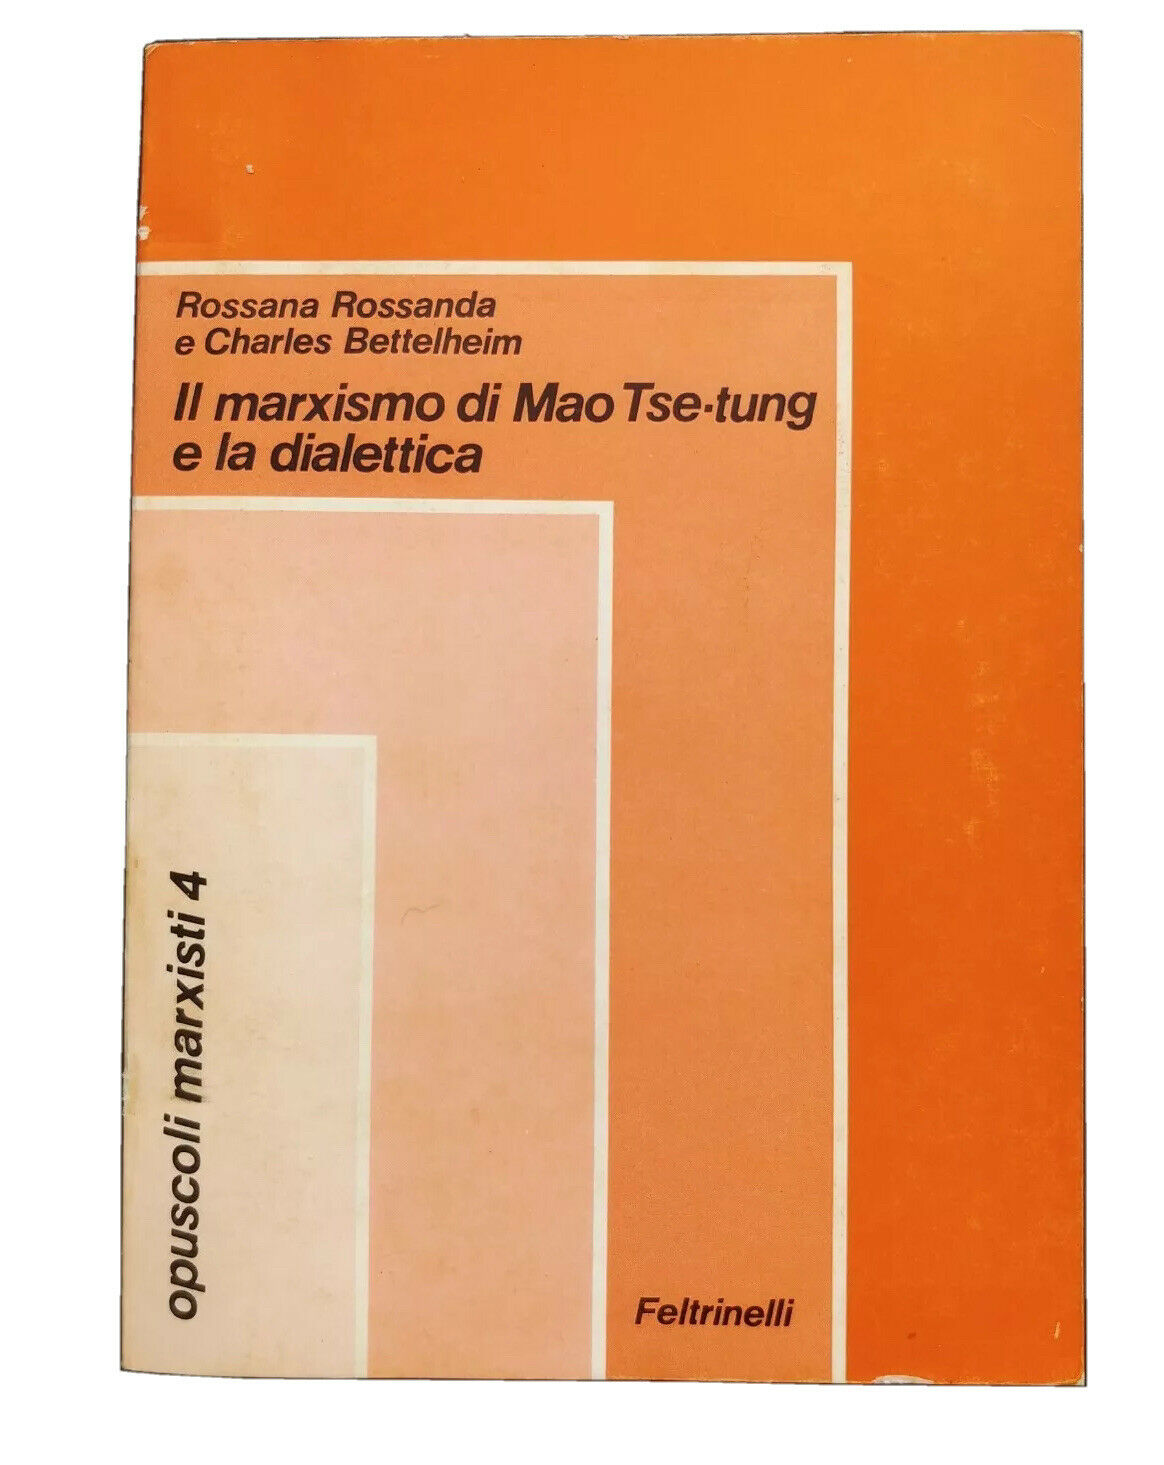 Rossana Rossanda
e Charles Bettelheim
Il marxismo di Mao Tse-tung
e la dialettica
opuscoli marxisti 4
Feltrinelli